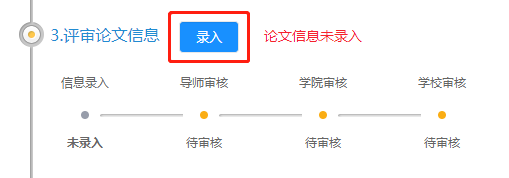 3.评审论文信息 录入 论文信息未录入
信息录入 导师审核 学院审核 学校审核
未录入 待审核 待审核 待审核